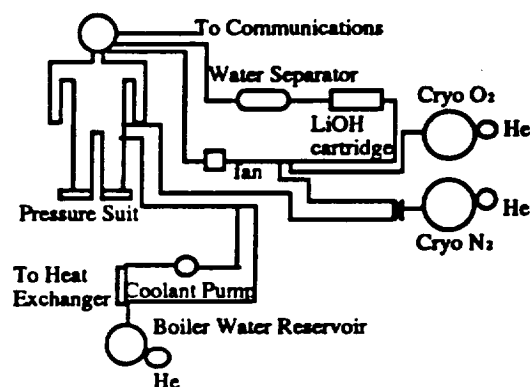 To Communications
Water Separator
Cryo O₂
He
LiOH
cartridge
fan
Pressure Suit
He
Cryo N₂
To Heat
Exchanger
Coolant Pump
Boiler Water Reservoir
He